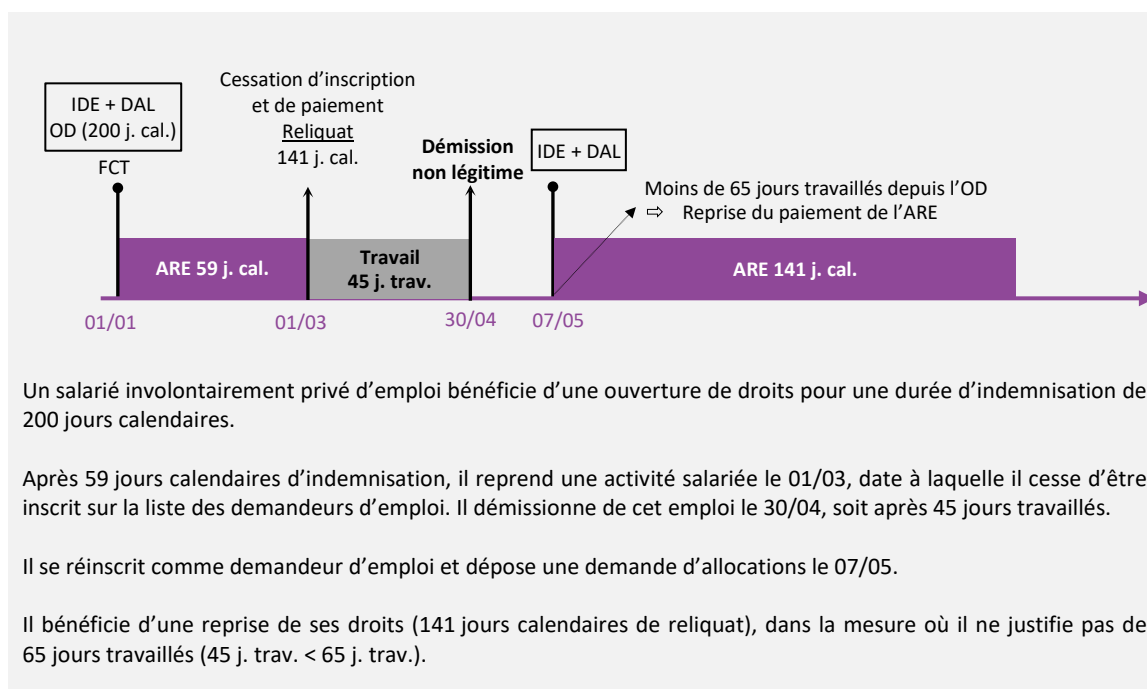 Cessation d’inscription
et de paiement
Reliquat
141 j. cal.
IDE + DAL
OD (200 j. cal.)
FCT
Démission
non légitime
IDE + DAL
Moins de 65 jours travaillés depuis l’OD
⇨ Reprise du paiement de l’ARE
ARE 59 j. cal.
Travail
45 j. trav.
ARE 141 j. cal.
01/01
01/03
30/04
07/05
Un salarié involontairement privé d’emploi bénéficie d’une ouverture de droits pour une durée d’indemnisation de
200 jours calendaires.
Après 59 jours calendaires d’indemnisation, il reprend une activité salariée le 01/03, date à laquelle il cesse d’être
inscrit sur la liste des demandeurs d’emploi. Il démissionne de cet emploi le 30/04, soit après 45 jours travaillés.
Il se réinscrit comme demandeur d’emploi et dépose une demande d’allocations le 07/05.
Il bénéficie d’une reprise de ses droits (141 jours calendaires de reliquat), dans la mesure où il ne justifie pas de
65 jours travaillés (45 j. trav. < 65 j. trav.).